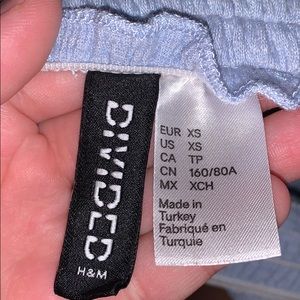 DIVIDED
H&M
EUR XS
US XS
CA TP
CN 160/80A
MX XCH
Made in
Turkey
Fabriqué en
Turquie